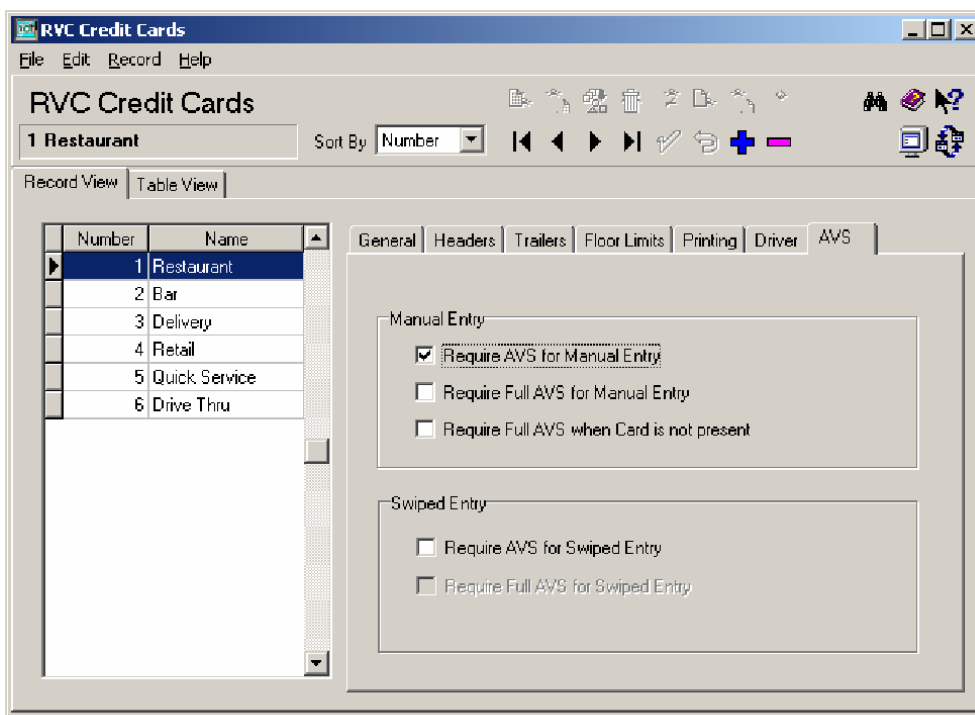 RVC Credit Cards
File Edit Record Help
RVC Credit Cards
1 Restaurant
Sort By Number
Record View Table View
Number Name
1 Restaurant
2 Bar
3 Delivery
4 Retail
5 Quick Service
6 Drive Thru
General Headers Trailers Floor Limits Printing Driver AVS
Manual Entry
Require AVS for Manual Entry
Require Full AVS for Manual Entry
Require Full AVS when Card is not present
Swiped Entry
Require AVS for Swiped Entry
Require Full AVS for Swiped Entry